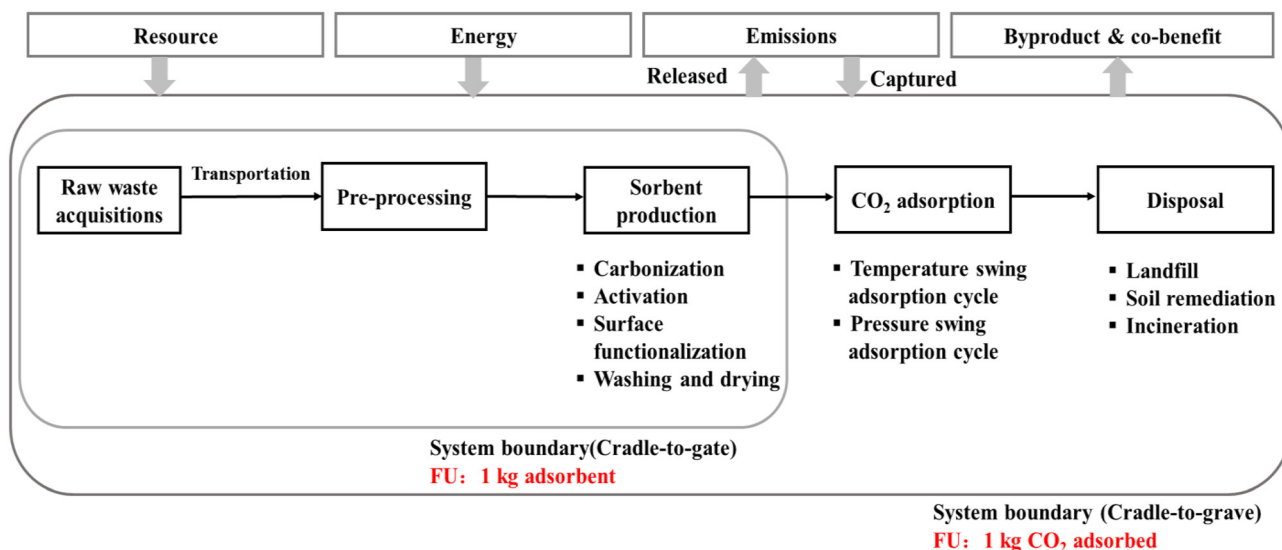 Resource
Energy
Emissions
Byproduct & co-benefit
Released
Captured
Raw waste
acquisitions
Transportation
Pre-processing
Sorbent
production
CO₂ adsorption
Disposal
▪ Carbonization
▪ Activation
▪ Surface
functionalization
▪ Washing and drying
▪ Temperature swing
adsorption cycle
▪ Pressure swing
adsorption cycle
▪ Landfill
▪ Soil remediation
▪ Incineration
System boundary(Cradle-to-gate)
FU：1 kg adsorbent
System boundary (Cradle-to-grave)
FU：1 kg CO₂ adsorbed